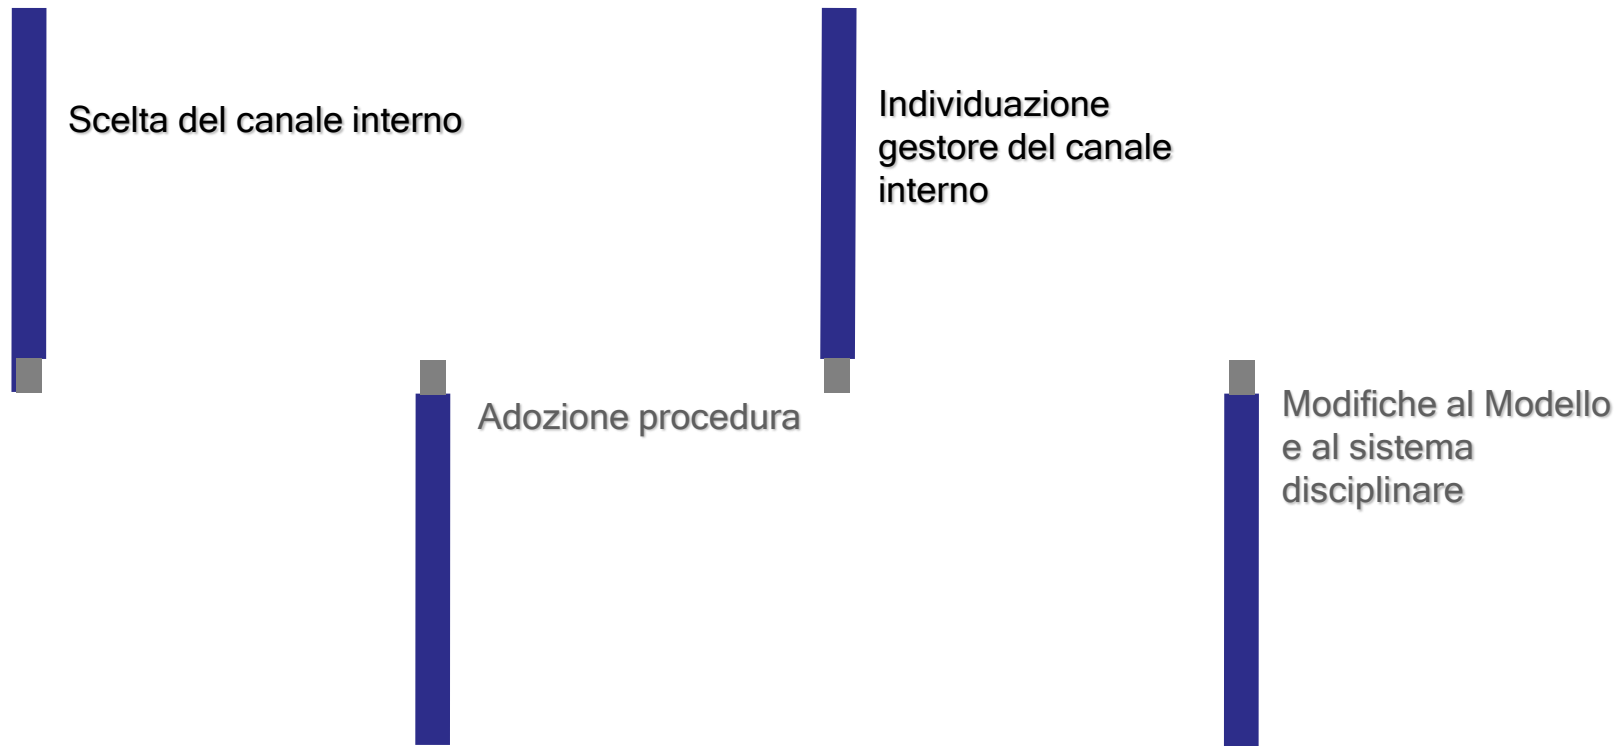 Scelta del canale interno
Adozione procedura
Individuazione
gestore del canale
interno
Modifiche al Modello
e al sistema
disciplinare